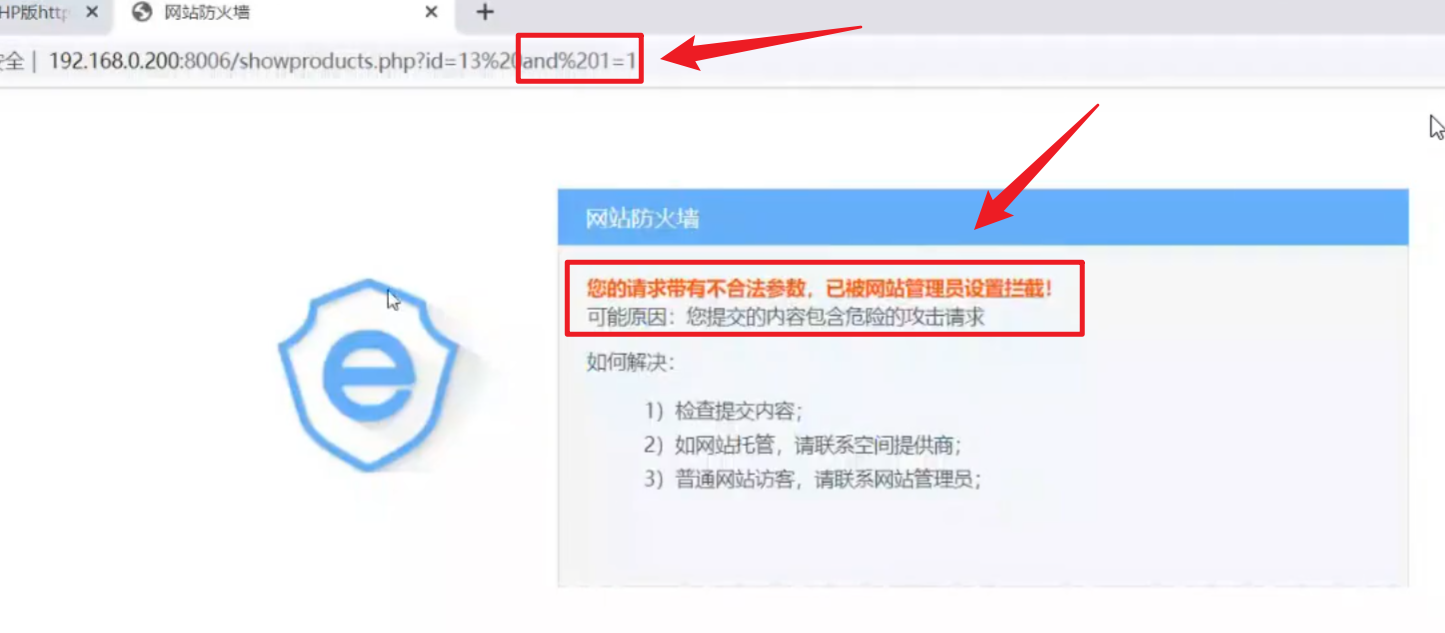 HP版http
网站防火墙
安全 | 192.168.0.200:8006/showproducts.php?id=13%20and%201=1
网站防火墙
您的请求带有不合法参数，已被网站管理员设置拦截！
可能原因：您提交的内容包含危险的攻击请求
如何解决：
1）检查提交内容；
2）如网站托管，请联系空间提供商；
3）普通网站访客，请联系网站管理员；